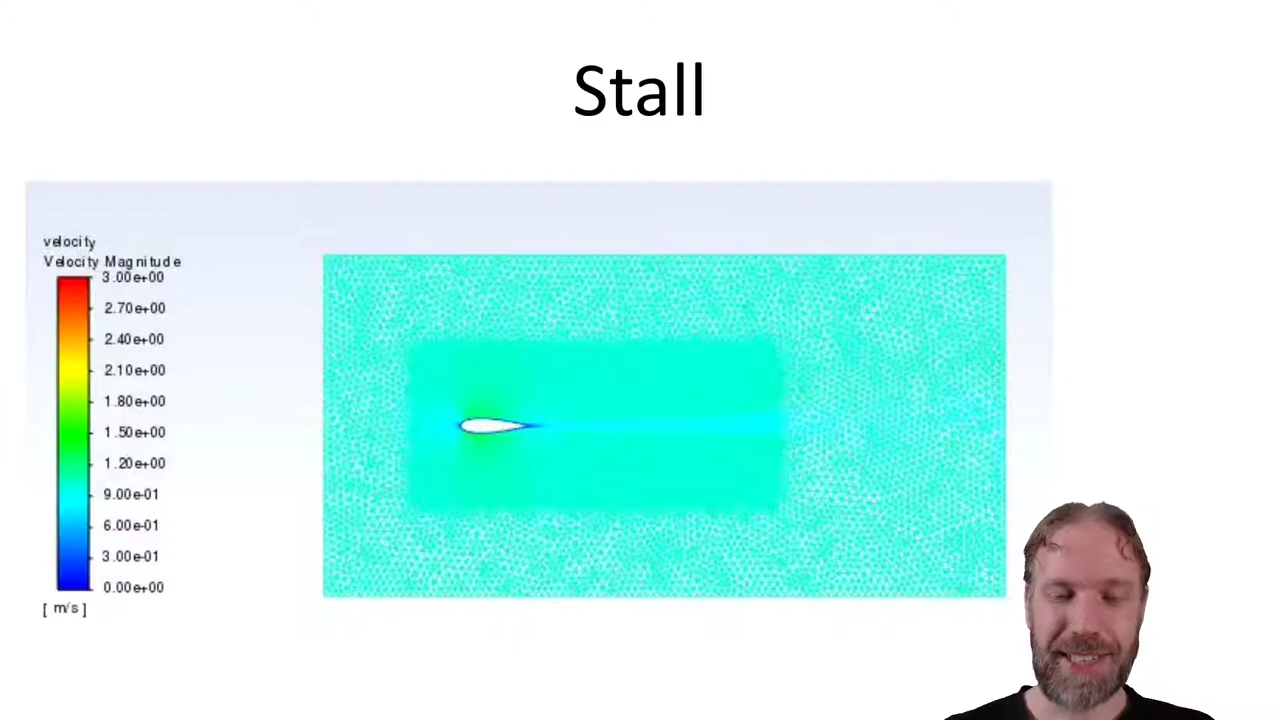 Stall
velocity
Velocity Magnitude
3.00e+00
2.70e+00
2.40e+00
2.10e+00
1.80e+00
1.50e+00
1.20e+00
9.00e-01
6.00e-01
3.00e-01
0.00e+00
[ m/s ]